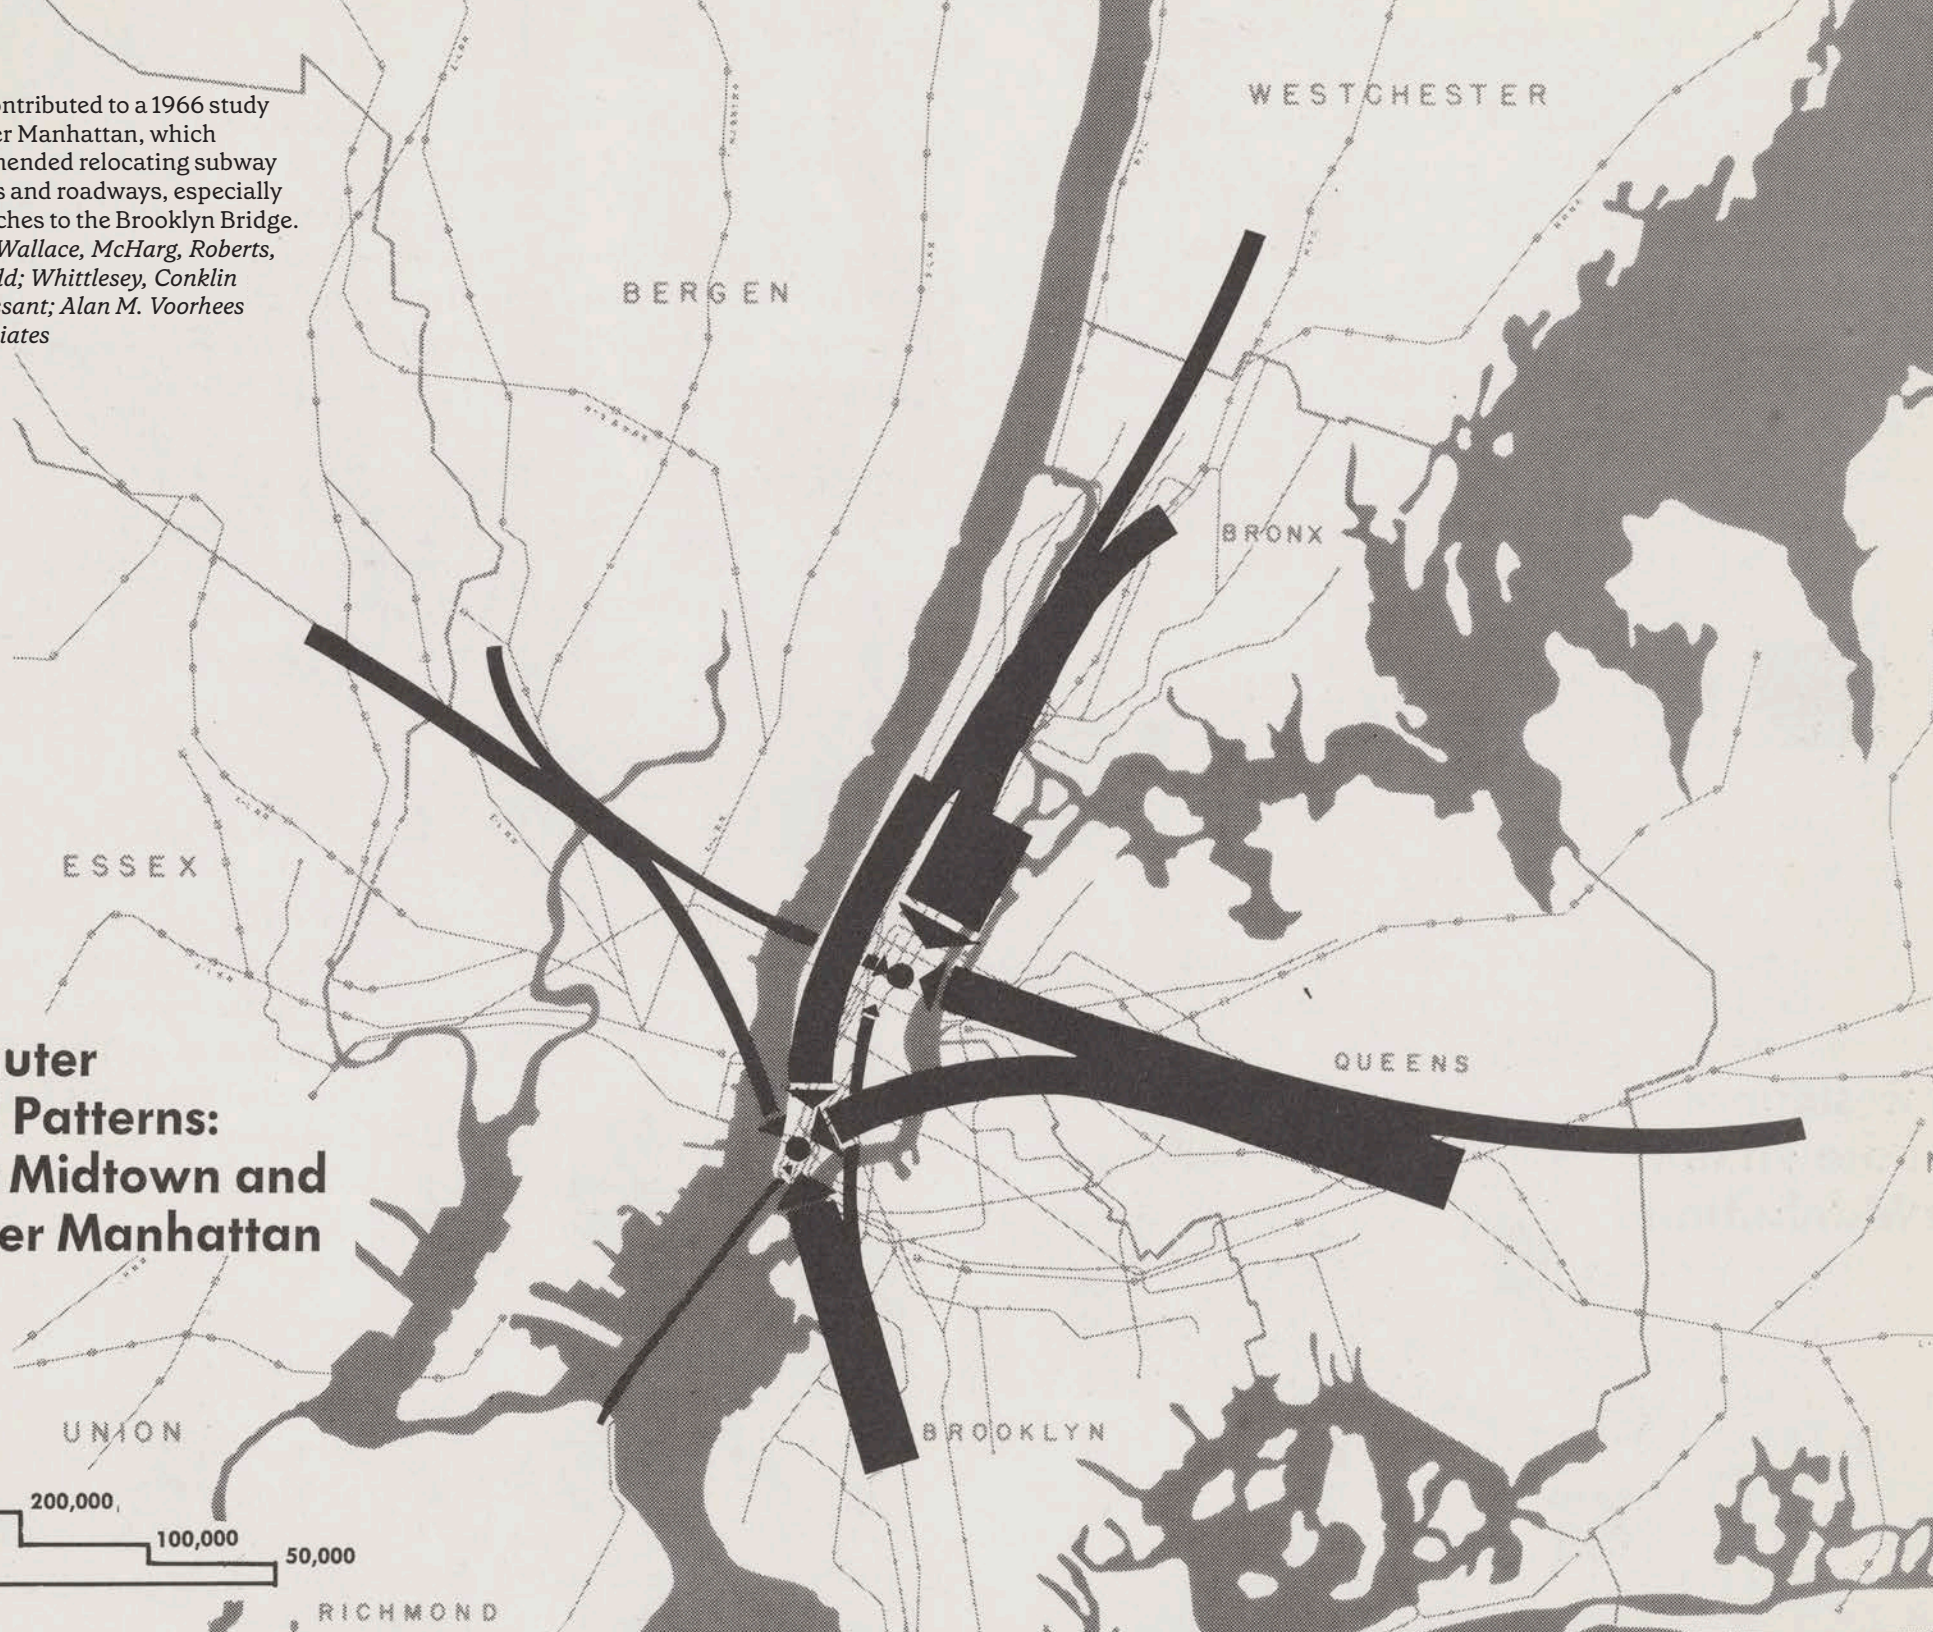 ontributed to a 1966 study
er Manhattan, which
mended relocating subway
s and roadways, especially
ches to the Brooklyn Bridge.
Wallace, McHarg, Roberts,
ld; Whittlesey, Conklin
ssant; Alan M. Voorhees
iates
WESTCHESTER
BERGEN
BRONX
ESSEX
QUEENS
uter
Patterns:
Midtown and
er Manhattan
UNION
BROOKLYN
200,000
100,000
50,000
RICHMOND